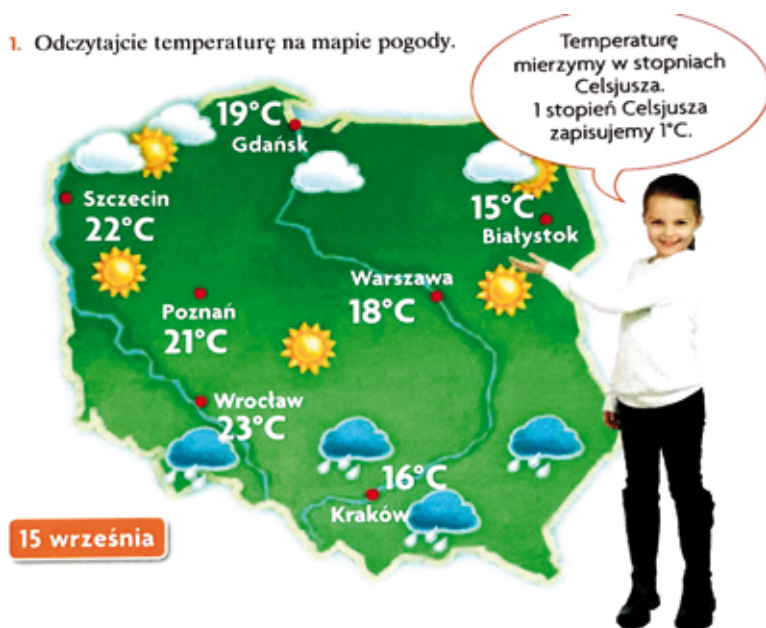 1. Odczytajcie temperaturę na mapie pogody.
Temperaturę
mierzymy w stopniach
Celsjusza.
1 stopień Celsjusza
zapisujemy 1°C.
19°C
Gdańsk
Szczecin
22°C
15°C
Białystok
Warszawa
18°C
Poznań
21°C
Wrocław
23°C
16°C
Kraków
15 września